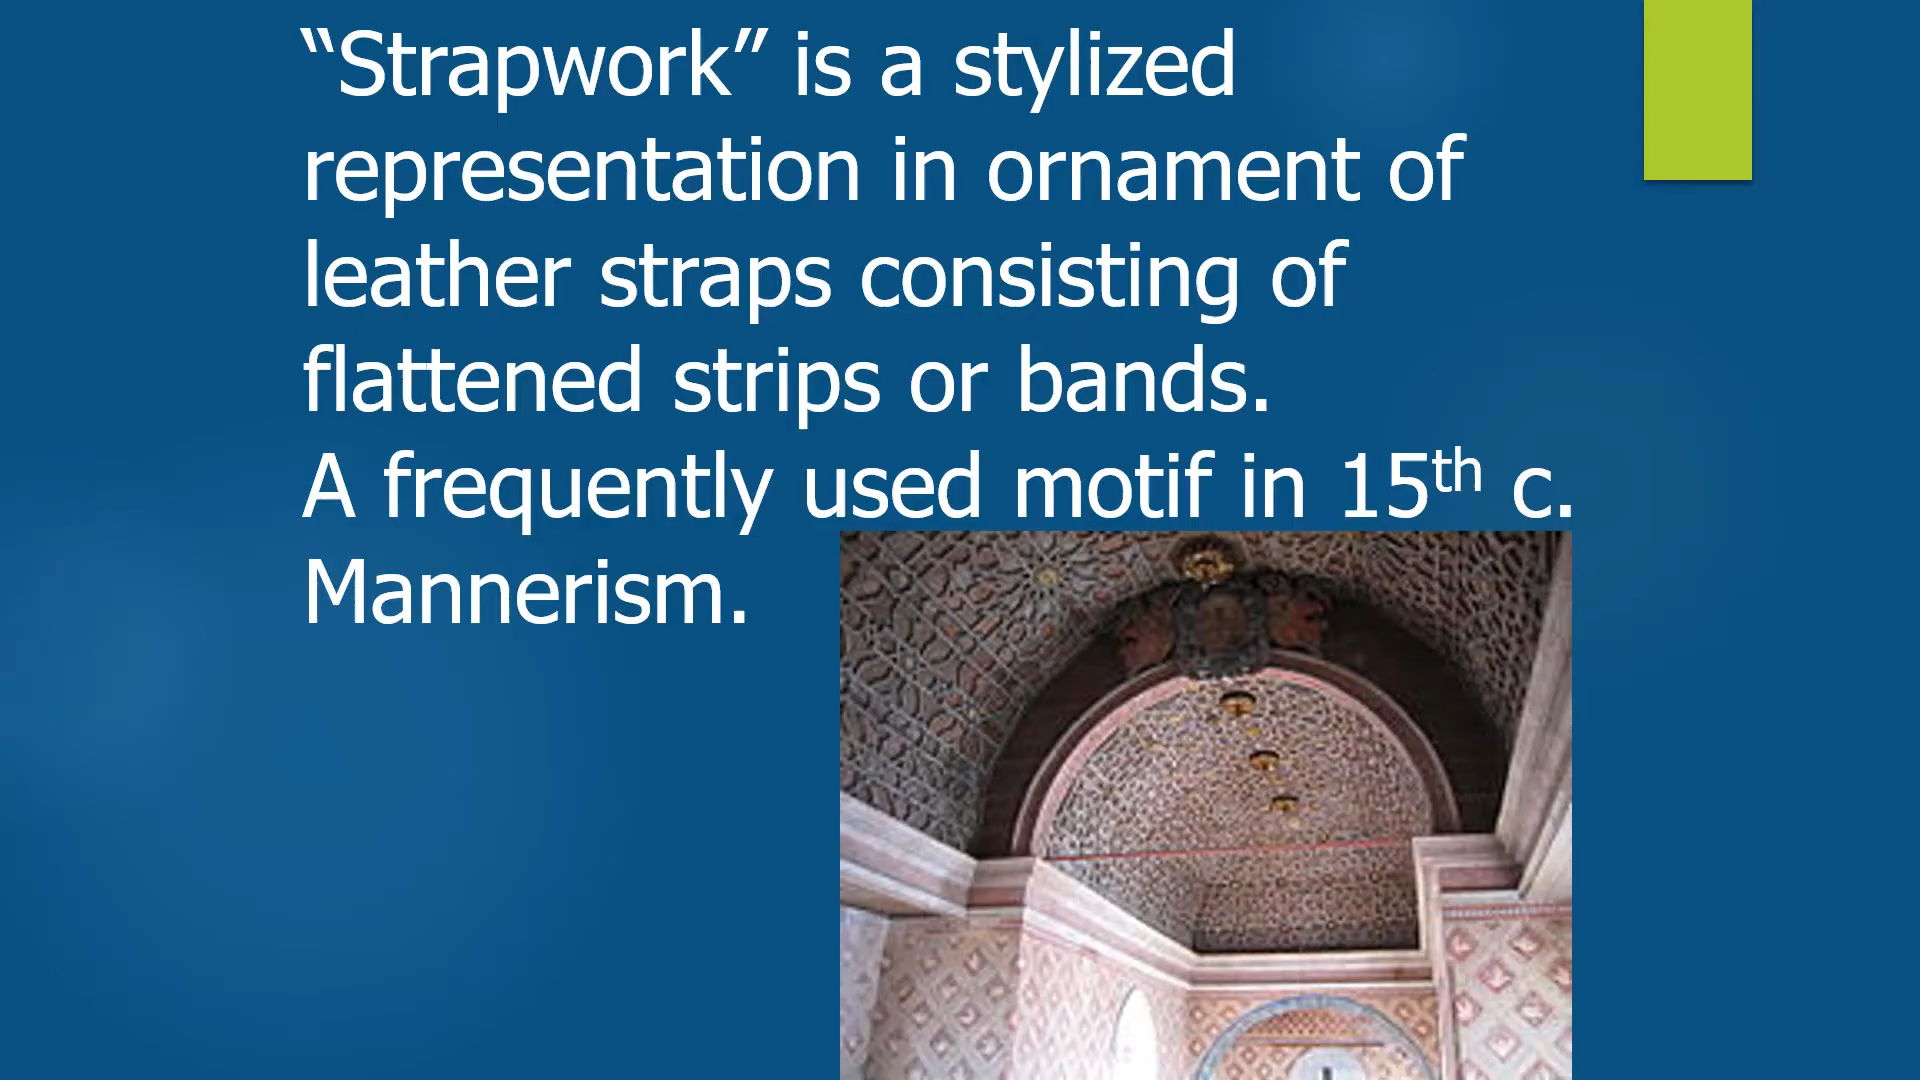 “Strapwork” is a stylized
representation in ornament of
leather straps consisting of
flattened strips or bands.
A frequently used motif in 15th c.
Mannerism.